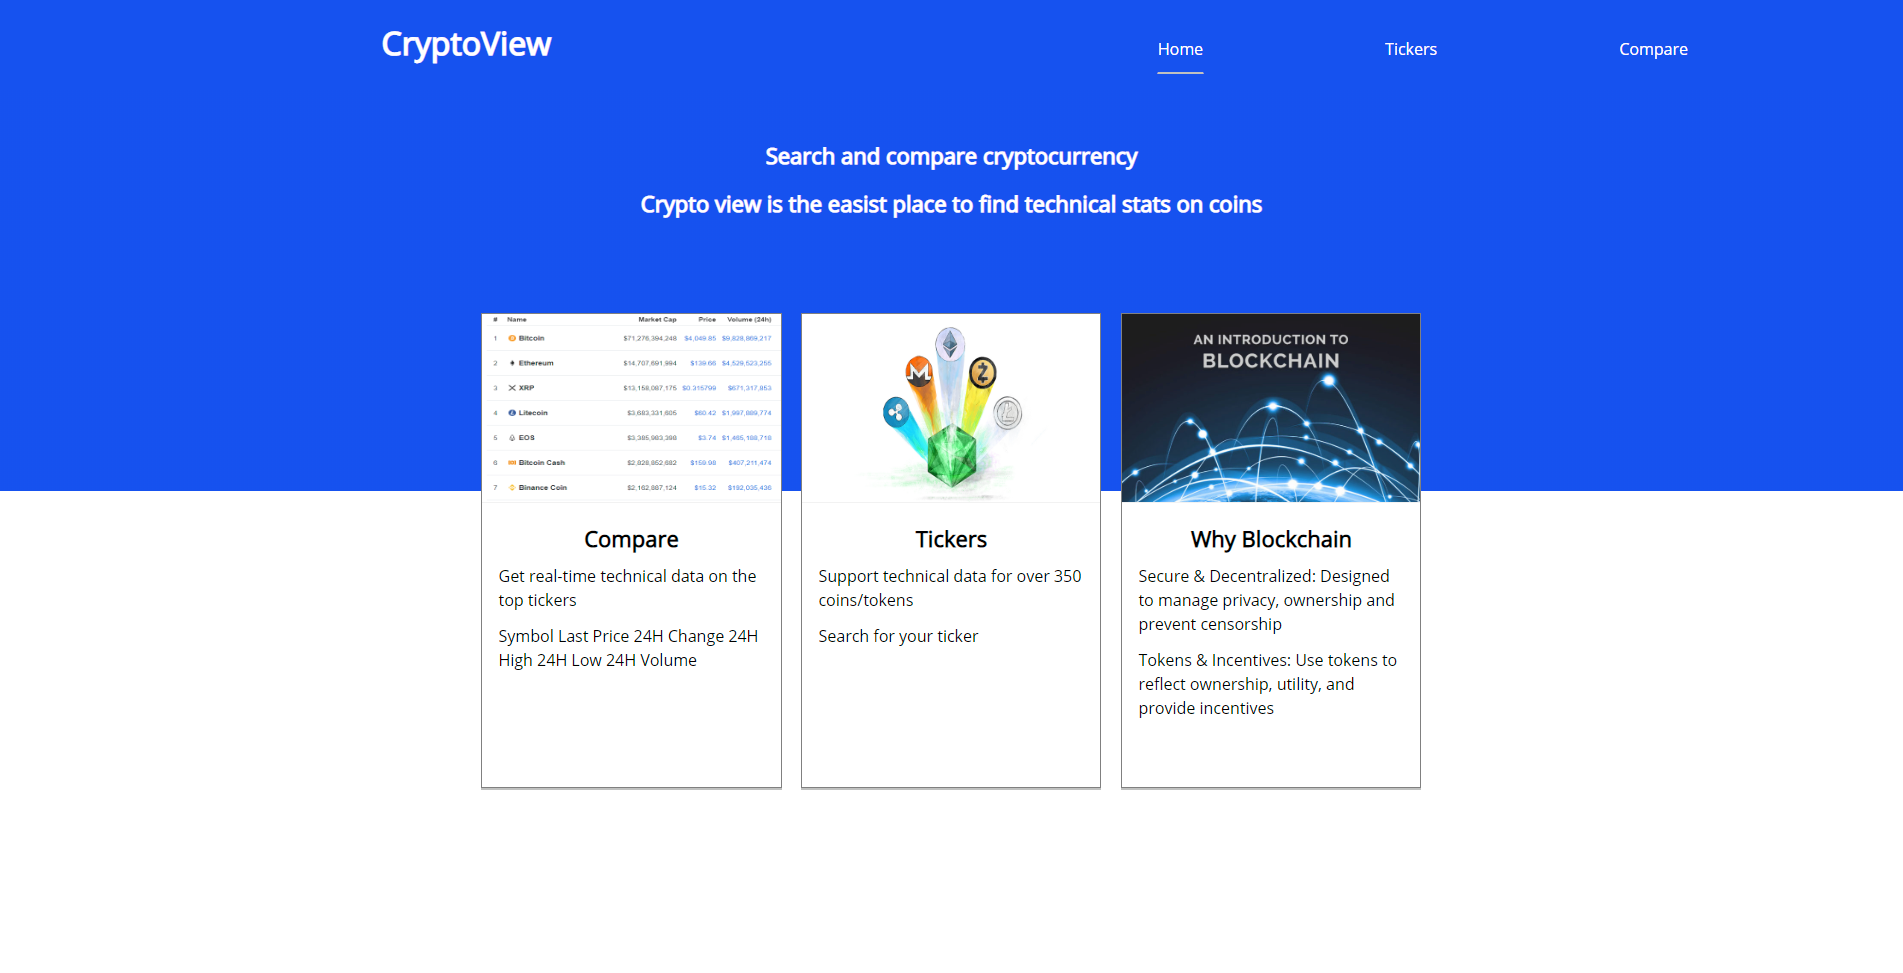 CryptoView
Home Tickers Compare
Search and compare cryptocurrency
Crypto view is the easist place to find technical stats on coins
# Name Market Cap Price Volume (24h)
1 Bitcoin $71,276,394,248 $4,049.85 $9,828,869,217
2 Ethereum $14,707,691,994 $139.66 $4,529,523,255
3 XRP $13,158,087,175 $0.315799 $671,317,853
4 Litecoin $3,683,331,605 $60.42 $1,997,889,774
5 EOS $3,385,983,398 $3.74 $1,465,188,718
6 Bitcoin Cash $2,828,852,682 $159.98 $407,211,474
7 Binance Coin $2,162,887,124 $15.32 $192,035,436
AN INTRODUCTION TO
BLOCKCHAIN
Compare
Get real-time technical data on the
top tickers
Symbol Last Price 24H Change 24H
High 24H Low 24H Volume
Tickers
Support technical data for over 350
coins/tokens
Search for your ticker
Why Blockchain
Secure & Decentralized: Designed
to manage privacy, ownership and
prevent censorship
Tokens & Incentives: Use tokens to
reflect ownership, utility, and
provide incentives